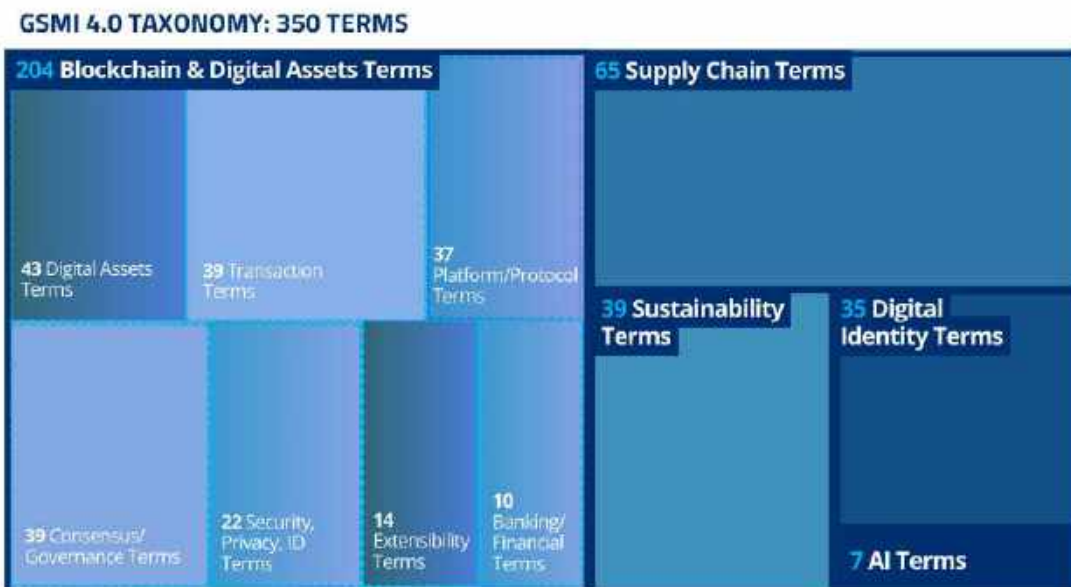 GSMI 4.0 TAXONOMY: 350 TERMS
204 Blockchain & Digital Assets Terms
43 Digital Assets
Terms
39 Transaction
Terms
37
Platform/Protocol
Terms
39 Consensus/
Governance Terms
22 Security,
Privacy, ID
Terms
14
Extensibility
Terms
10
Banking/
Financial
Terms
65 Supply Chain Terms
39 Sustainability
Terms
35 Digital
Identity Terms
7 AI Terms